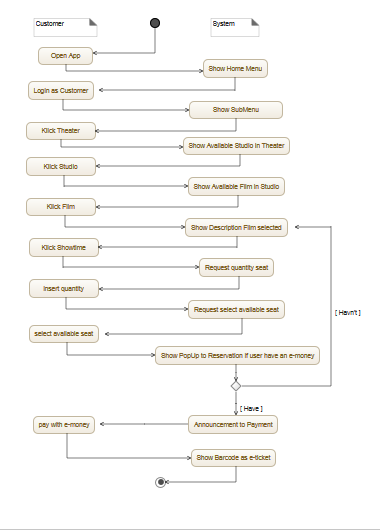 Customer
System
Open App
Show Home Menu
Login as Customer
Show SubMenu
Klick Theater
Show Available Studio in Theater
Klick Studio
Show Available Film in Studio
Klick Film
Show Description Film selected
Klick Showtime
Request quantity seat
Insert quantity
Request select available seat
[ Havn't ]
select available seat
Show PopUp to Reservation if user have an e-money
[ Have ]
pay with e-money
Announcement to Payment
Show Barcode as e-ticket